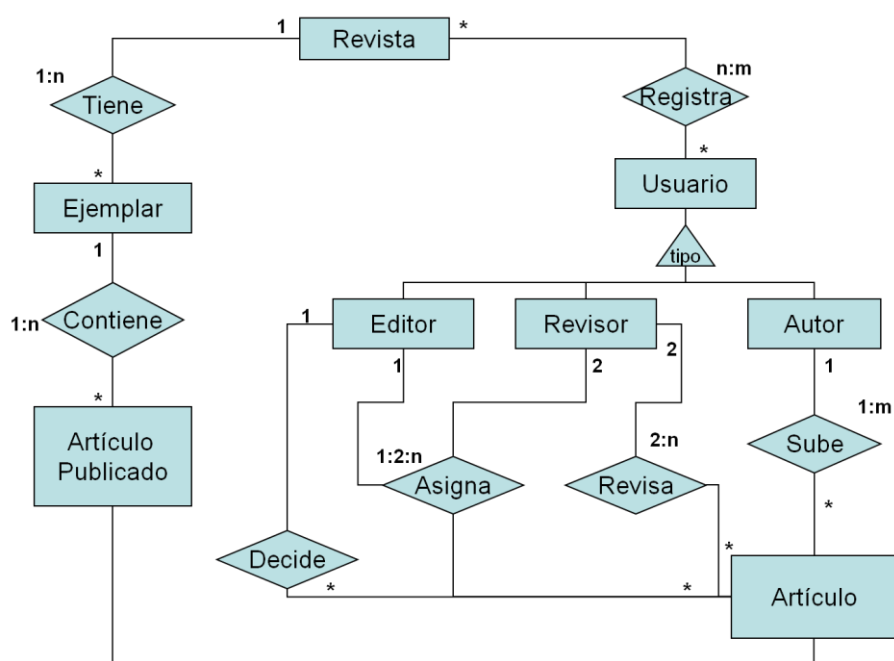 1
Revista
*
1:n
n:m
Tiene
Registra
*
*
Ejemplar
Usuario
1
tipo
1:n
Contiene
1
Editor
Revisor
Autor
1
2
2
1
*
1:m
Artículo
Publicado
1:2:n
2:n
Sube
Asigna
Revisa
*
Decide
*
*
*
Artículo